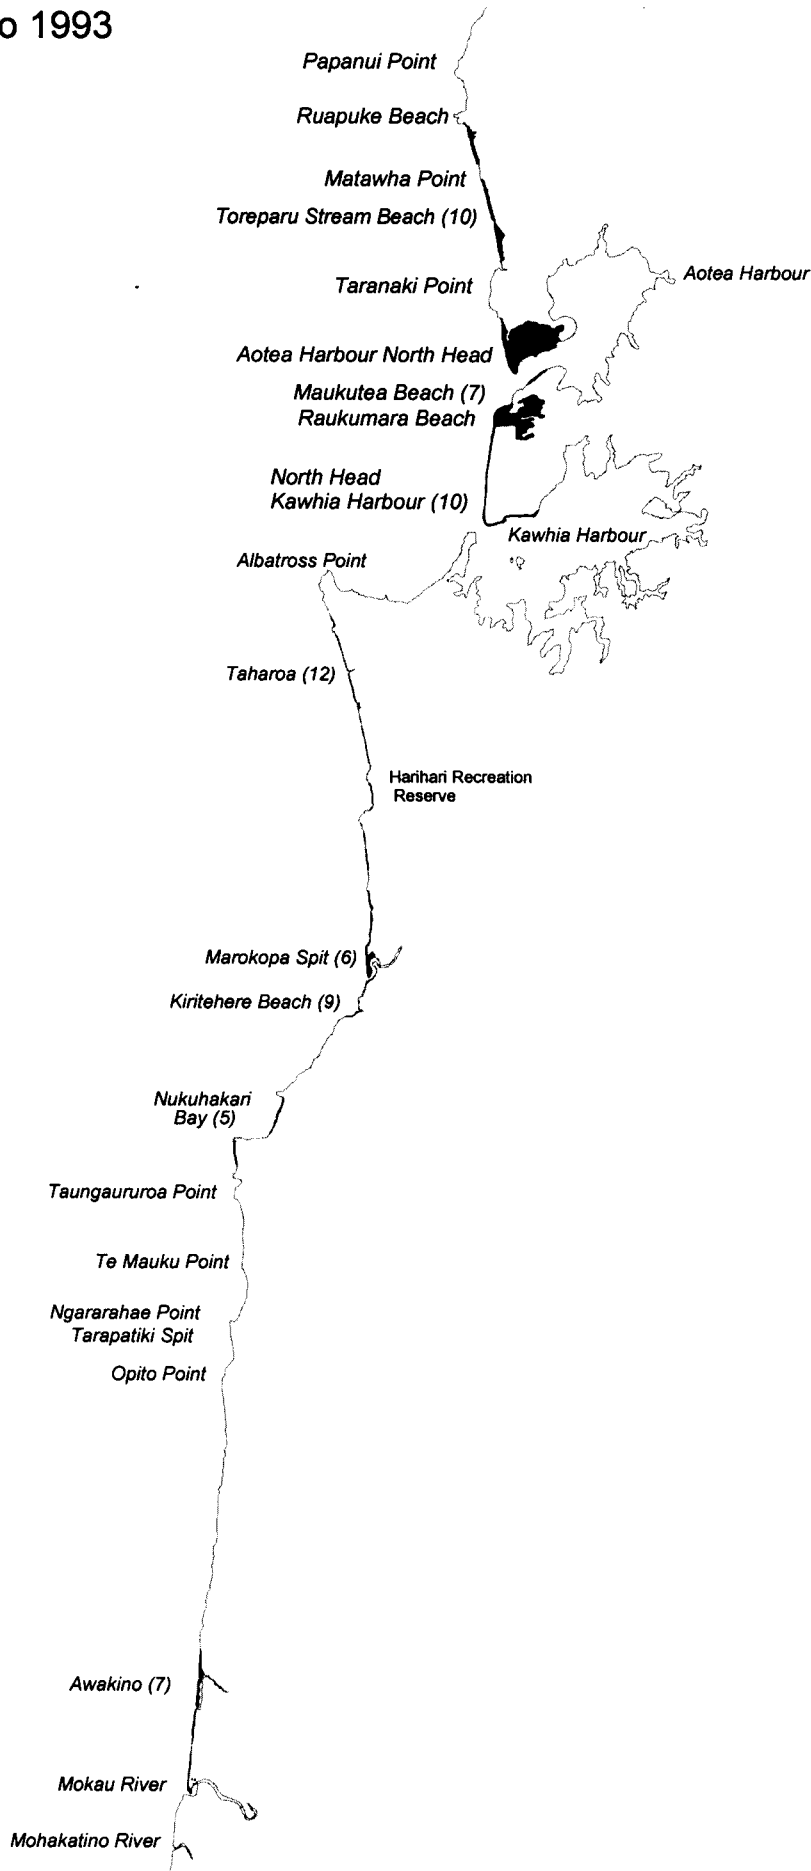 o 1993
Papanui Point
Ruapuke Beach
Matawha Point
Toreparu Stream Beach (10)
Aotea Harbour
Taranaki Point
Aotea Harbour North Head
Maukutea Beach (7)
Raukumara Beach
North Head
Kawhia Harbour (10)
Kawhia Harbour
Albatross Point
Taharoa (12)
Harihari Recreation
Reserve
Marokopa Spit (6)
Kiritehere Beach (9)
Nukuhakari
Bay (5)
Taungaururoa Point
Te Mauku Point
Ngararahae Point
Tarapatiki Spit
Opito Point
Awakino (7)
Mokau River
Mohakatino River